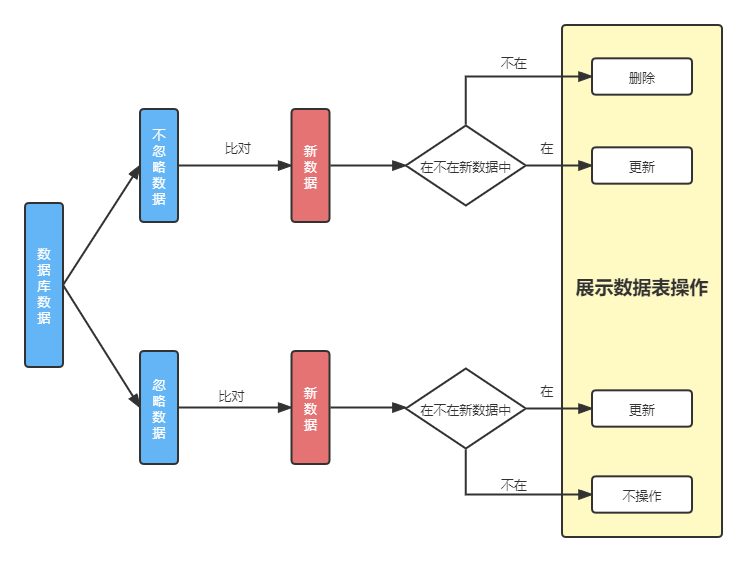 不在
删除
不忽略数据
比对
新数据
在不在新数据中
在
更新
数据库数据
展示数据表操作
忽略数据
比对
新数据
在不在新数据中
在
更新
不在
不操作